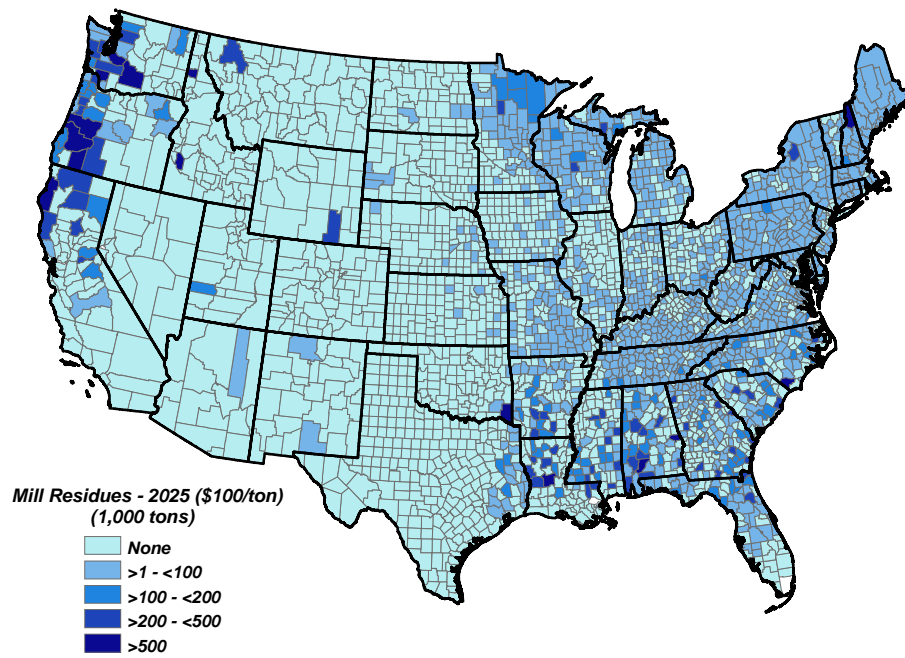 Mill Residues - 2025 ($100/ton)
(1,000 tons)
None
>1 - <100
>100 - <200
>200 - <500
>500